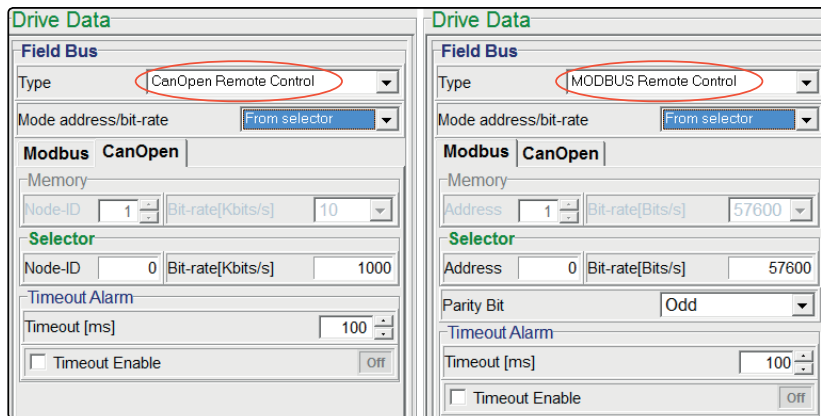 Drive Data
Field Bus
Type CanOpen Remote Control
Mode address/bit-rate From selector
Modbus CanOpen
Memory
Node-ID 1 Bit-rate[Kbits/s] 10
Selector
Node-ID 0 Bit-rate[Kbits/s] 1000
Timeout Alarm
Timeout [ms] 100
Timeout Enable Off
Drive Data
Field Bus
Type MODBUS Remote Control
Mode address/bit-rate From selector
Modbus CanOpen
Memory
Address 1 Bit-rate[Bits/s] 57600
Selector
Address 0 Bit-rate[Bits/s] 57600
Parity Bit Odd
Timeout Alarm
Timeout [ms] 100
Timeout Enable Off